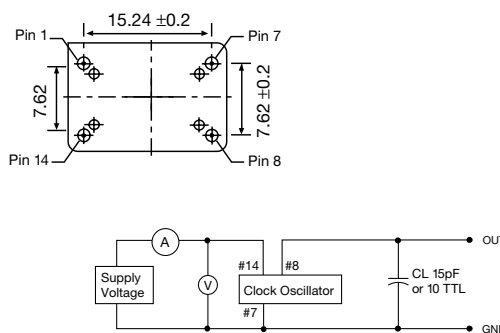 15.24 ±0.2
Pin 1
Pin 7
7.62
7.62 ±0.2
Pin 14
Pin 8
A
OUT
#14
#8
Supply
Voltage
V
Clock Oscillator
CL 15pF
or 10 TTL
#7
GND